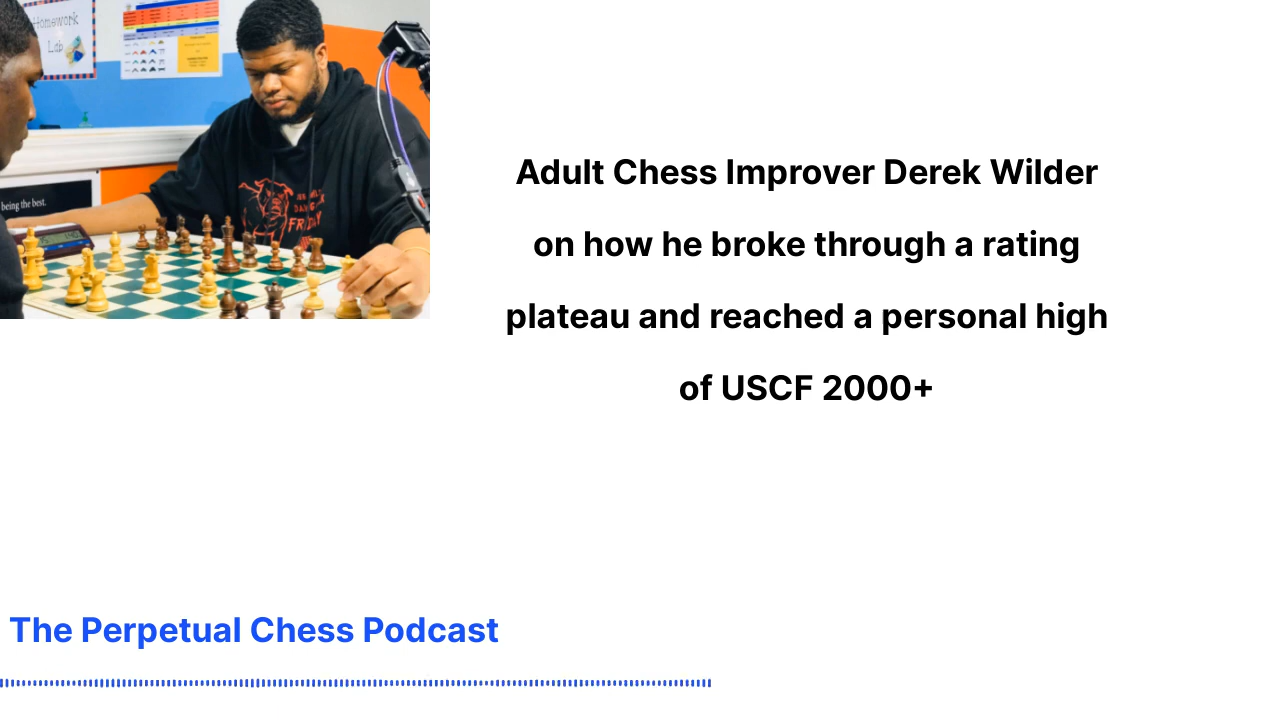 Homework
Lab
being the best.
FRIDAY
Adult Chess Improver Derek Wilder
on how he broke through a rating
plateau and reached a personal high
of USCF 2000+
The Perpetual Chess Podcast